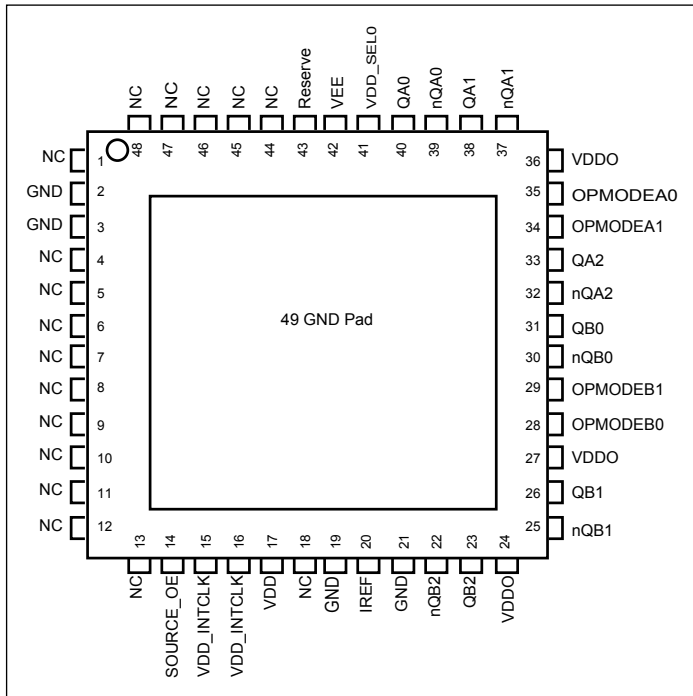 NC
NC
NC
NC
NC
Reserve
VEE
VDD_SEL0
QA0
nQA0
QA1
nQA1
48
47
46
45
44
43
42
41
40
39
38
37
NC 1
GND 2
GND 3
NC 4
NC 5
NC 6
NC 7
NC 8
NC 9
NC 10
NC 11
NC 12
49 GND Pad
36 VDDO
35 OPMODEA0
34 OPMODEA1
33 QA2
32 nQA2
31 QB0
30 nQB0
29 OPMODEB1
28 OPMODEB0
27 VDDO
26 QB1
25 nQB1
13
14
15
16
17
18
19
20
21
22
23
24
NC
SOURCE_OE
VDD_INTCLK
VDD_INTCLK
VDD
NC
GND
IREF
GND
nQB2
QB2
VDDO